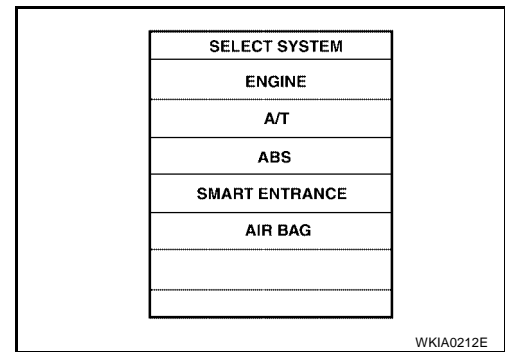 SELECT SYSTEM
ENGINE
A/T
ABS
SMART ENTRANCE
AIR BAG
WKIA0212E